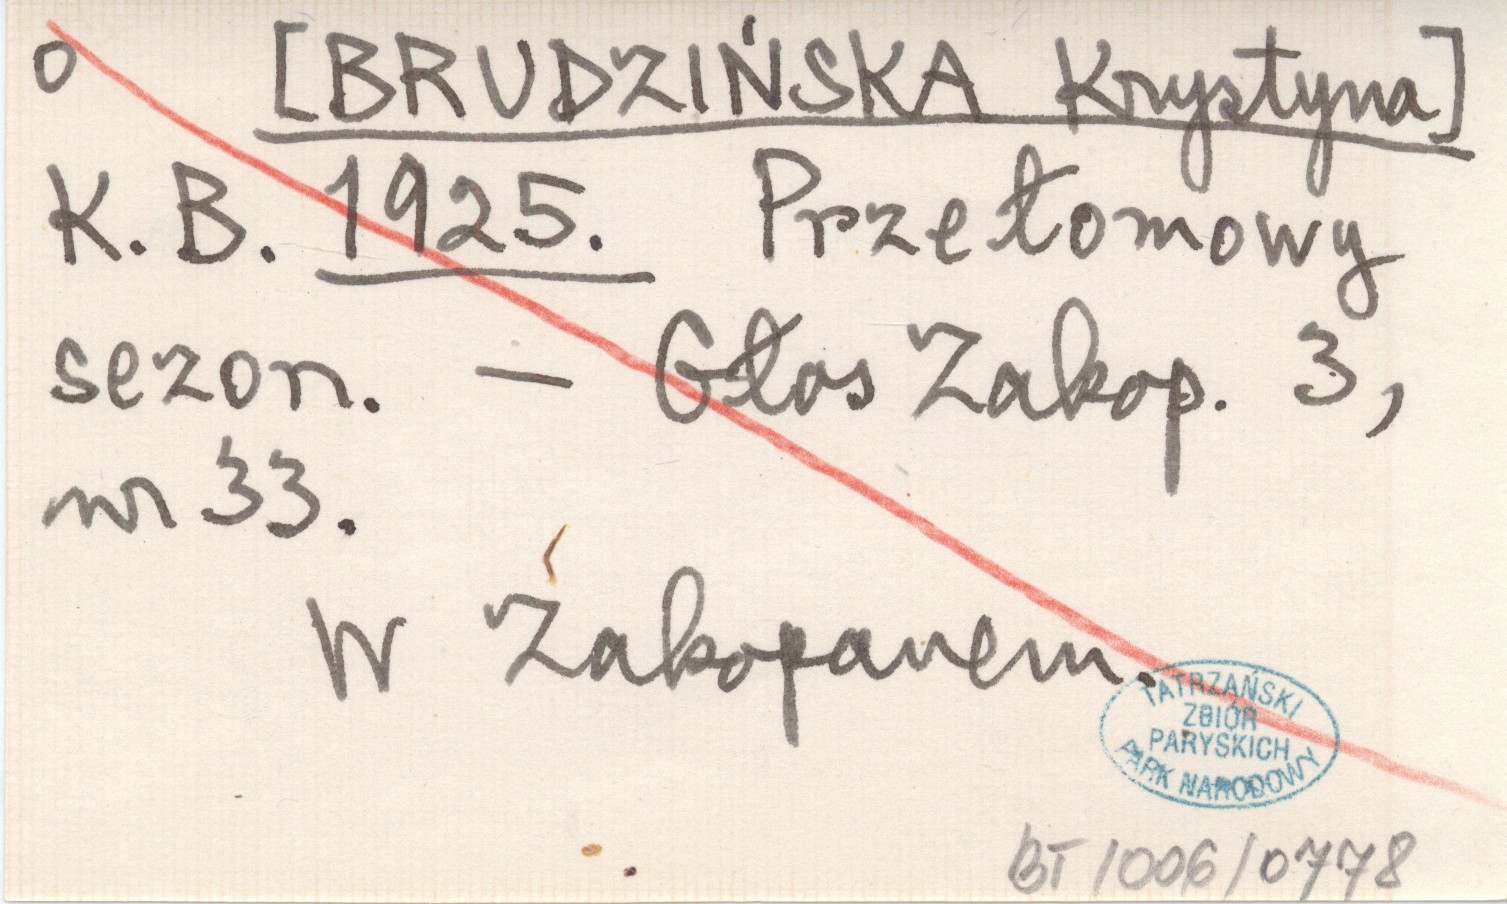 o [BRUDZIŃSKA Krystyna]
K. B. 1925. Przełomowy
sezon. — Głos Zakop. 3,
nr 33.
W Zakopanem.
TATRZAŃSKI
ZBIÓR
PARYSKICH
PARK NARODOWY
BT/1006/0778